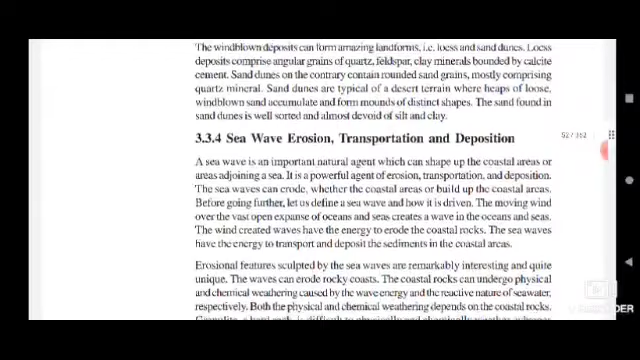 The windblown deposits can form amazing landforms, i.e. loess and sand dunes. Loess
deposits comprise angular grains of quartz, feldspar, clay minerals bounded by calcite
cement. Sand dunes on the contrary contain rounded sand grains, mostly comprising
quartz mineral. Sand dunes are typical of a desert terrain where heaps of loose,
windblown sand accumulate and form mounds of distinct shapes. The sand found in
sand dunes is well sorted and almost devoid of silt and clay.
3.3.4 Sea Wave Erosion, Transportation and Deposition
52 / 352
A sea wave is an important natural agent which can shape up the coastal areas or
areas adjoining a sea. It is a powerful agent of erosion, transportation, and deposition.
The sea waves can erode, whether the coastal areas or build up the coastal areas.
Before going further, let us define a sea wave and how it is driven. The moving wind
over the vast open expanse of oceans and seas creates a wave in the oceans and seas.
The wind created waves have the energy to erode the coastal rocks. The sea waves
have the energy to transport and deposit the sediments in the coastal areas.
Erosional features sculpted by the sea waves are remarkably interesting and quite
unique. The waves can erode rocky coasts. The coastal rocks can undergo physical
and chemical weathering caused by the wave energy and the reactive nature of seawater,
respectively. Both the physical and chemical weathering depends on the coastal rocks.